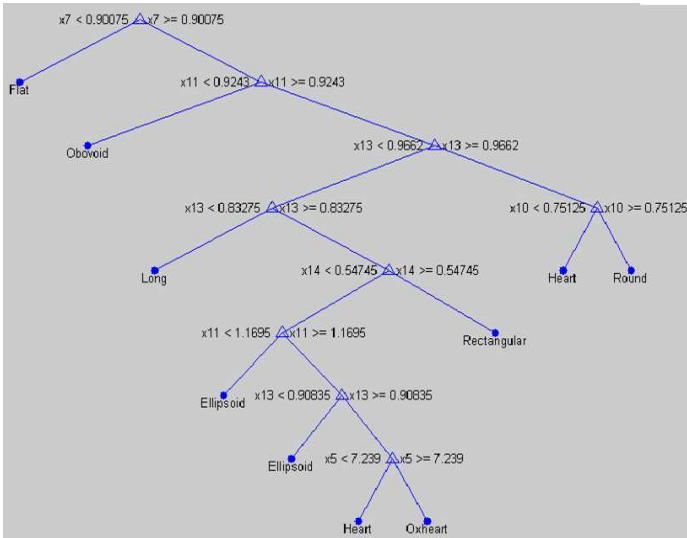 x7 < 0.90075 x7 >= 0.90075
Flat
x11 < 0.9243 x11 >= 0.9243
Obovoid
x13 < 0.9662 x13 >= 0.9662
x13 < 0.83275 x13 >= 0.83275
x10 < 0.75125 x10 >= 0.75125
Long
x14 < 0.54745 x14 >= 0.54745
Heart
Round
x11 < 1.1695 x11 >= 1.1695
Rectangular
Ellipsoid
x13 < 0.90835 x13 >= 0.90835
Ellipsoid
x5 < 7.239 x5 >= 7.239
Heart
Oxheart